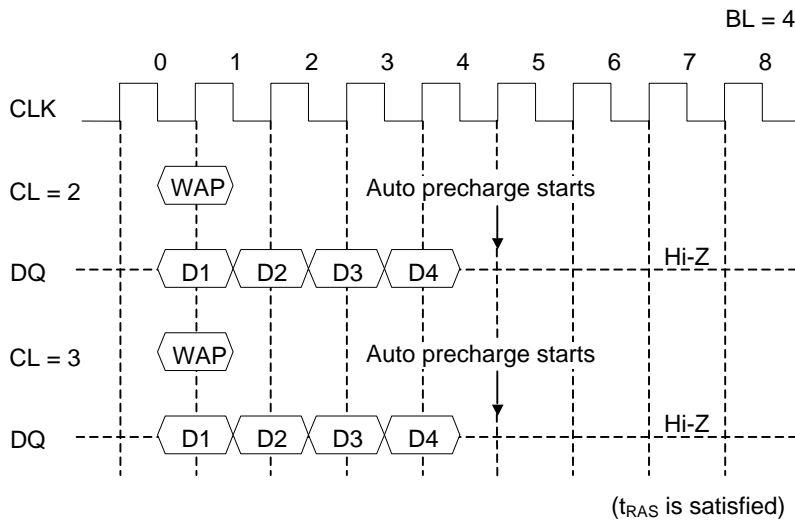 BL = 4
0 1 2 3 4 5 6 7 8
CLK
CL = 2 WAP Auto precharge starts
DQ D1 D2 D3 D4 Hi-Z
CL = 3 WAP Auto precharge starts
DQ D1 D2 D3 D4 Hi-Z
(tRAS is satisfied)